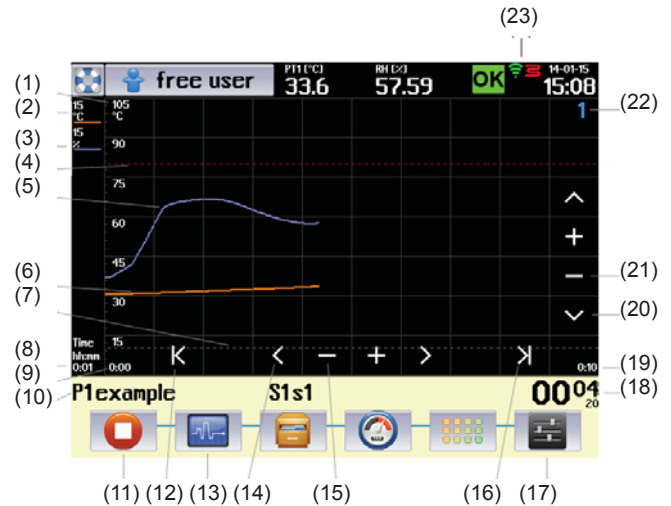 (23)
free user PT1 [°C] 33.6 RH [%] 57.59 OK 14-01-15 15:08
(1) 105 °C 1 (22)
(2) 15 °C
(3) 15 % 90
(4)
(5) 75
60
45
(6) 30 (21)
(7) 15 (20)
(8) Time hh:mm
(9) 0:01 0:00 0:10 (19)
(10) P1example S1s1 00 04 20 (18)
(11) (12) (13) (14) (15) (16) (17)